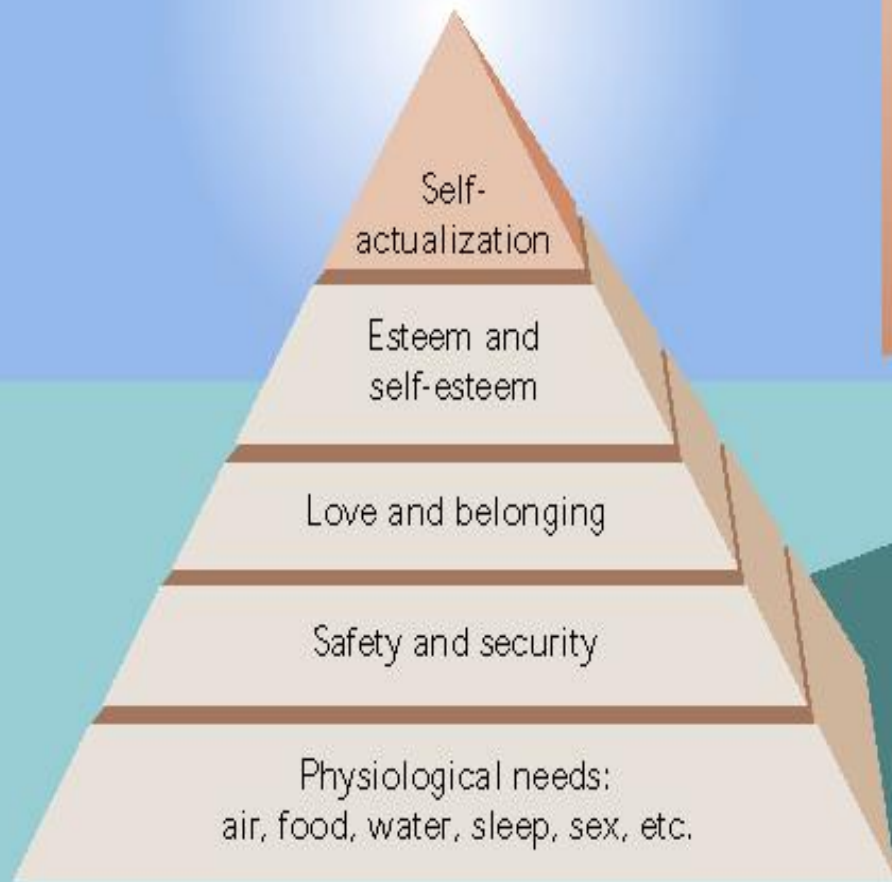 Self-
actualization
Esteem and
self-esteem
Love and belonging
Safety and security
Physiological needs:
air, food, water, sleep, sex, etc.